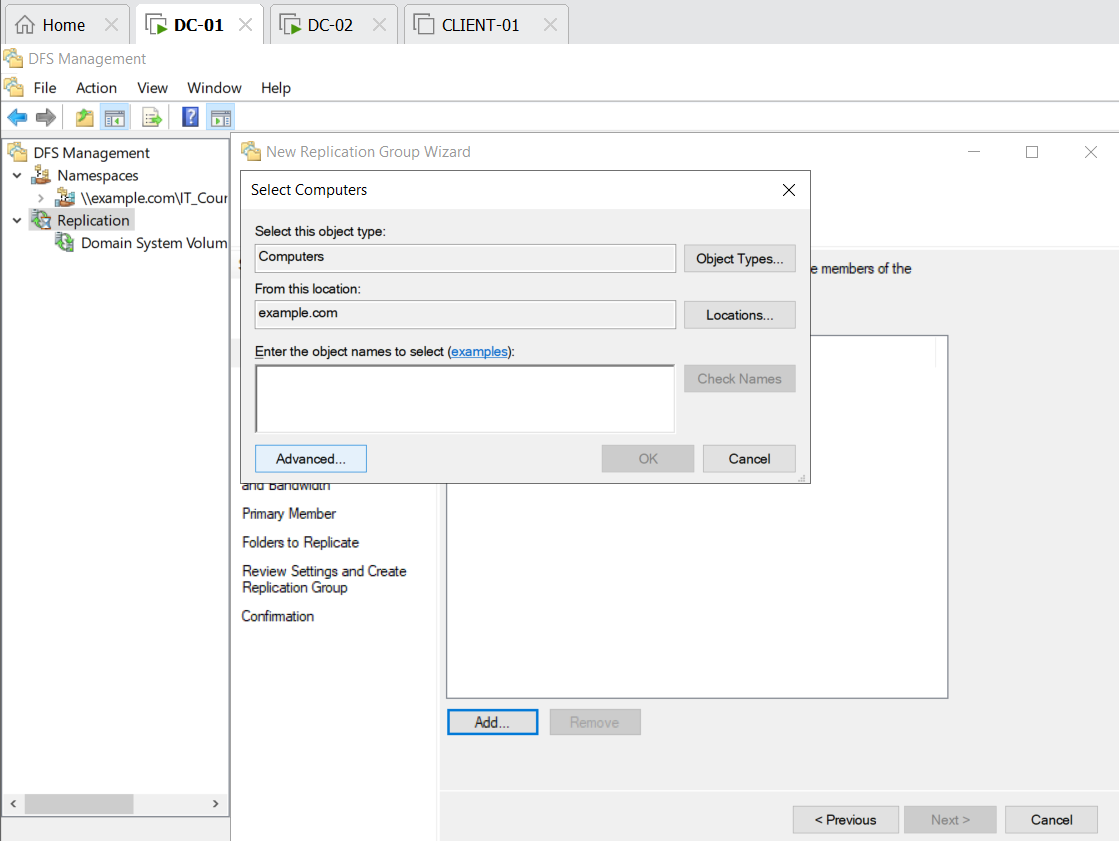 Home
DC-01
DC-02
CLIENT-01
DFS Management
File Action View Window Help
DFS Management
Namespaces
\\example.com\IT_Cour
Replication
Domain System Volum
New Replication Group Wizard
Select Computers
Select this object type:
Computers
Object Types...
From this location:
example.com
Locations...
Enter the object names to select (examples):
Check Names
Advanced...
OK
Cancel
e members of the
and Bandwidth
Primary Member
Folders to Replicate
Review Settings and Create
Replication Group
Confirmation
Add...
Remove
< Previous
Next >
Cancel